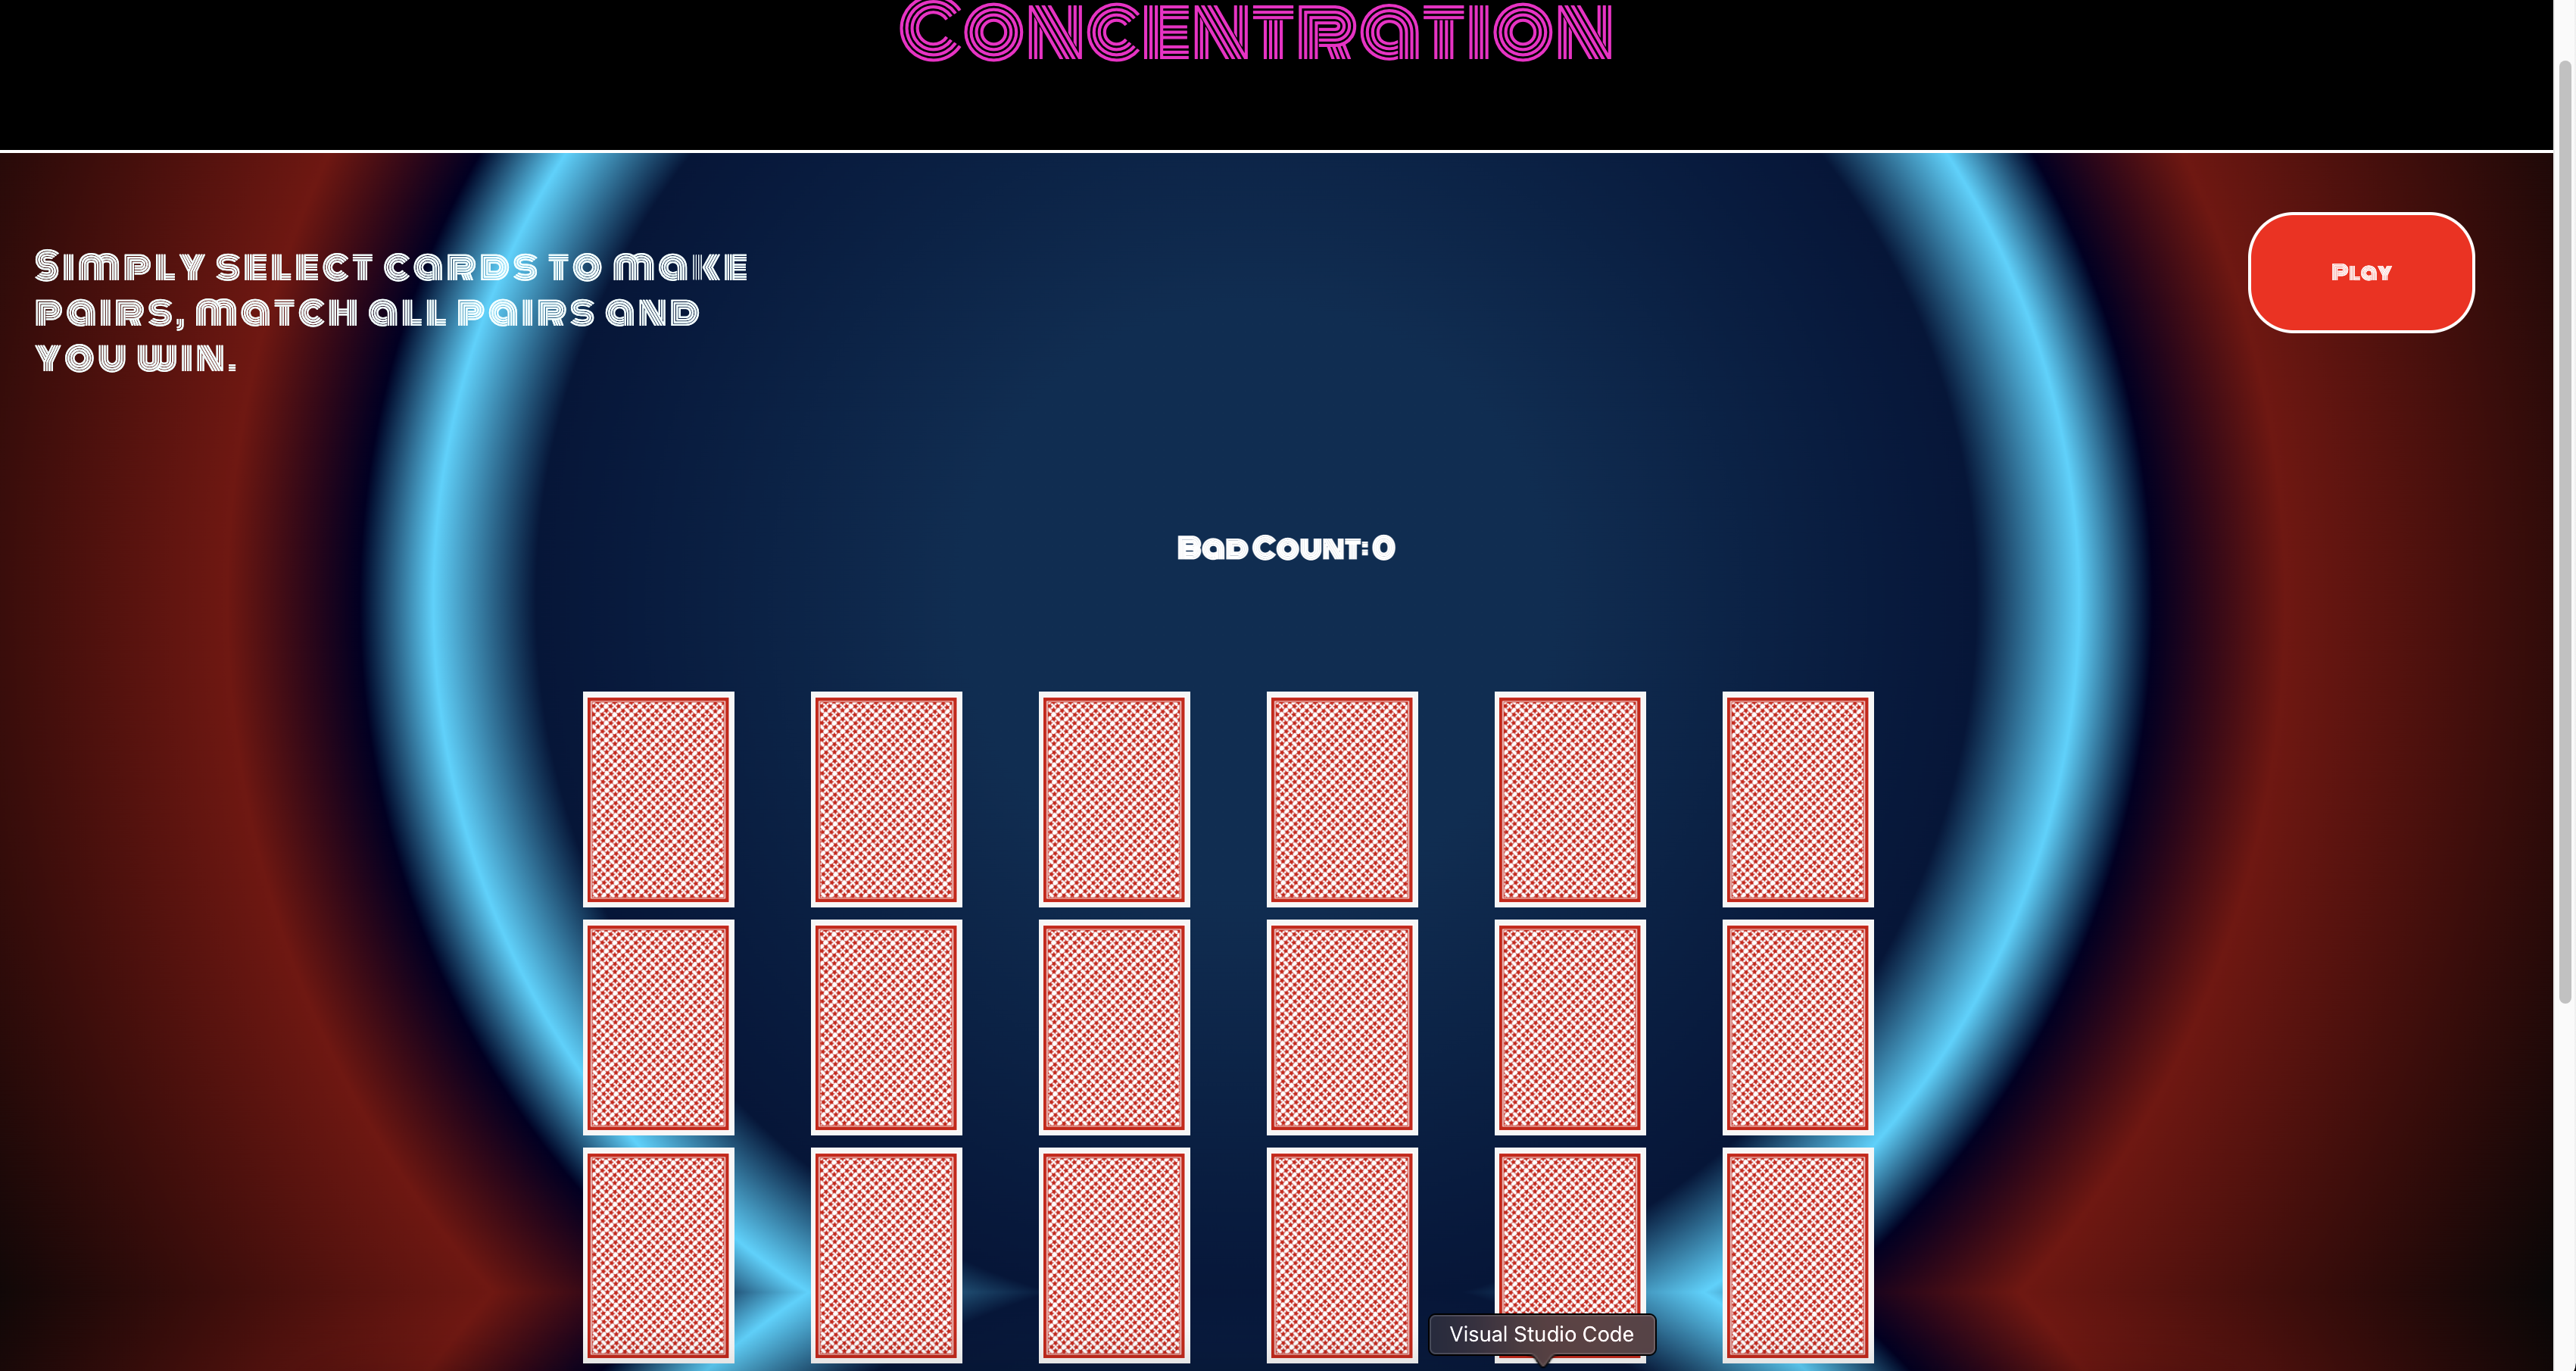 Concentration
Simply select cards to make
pairs, match all pairs and
you win.
Play
Bad Count: 0
Visual Studio Code